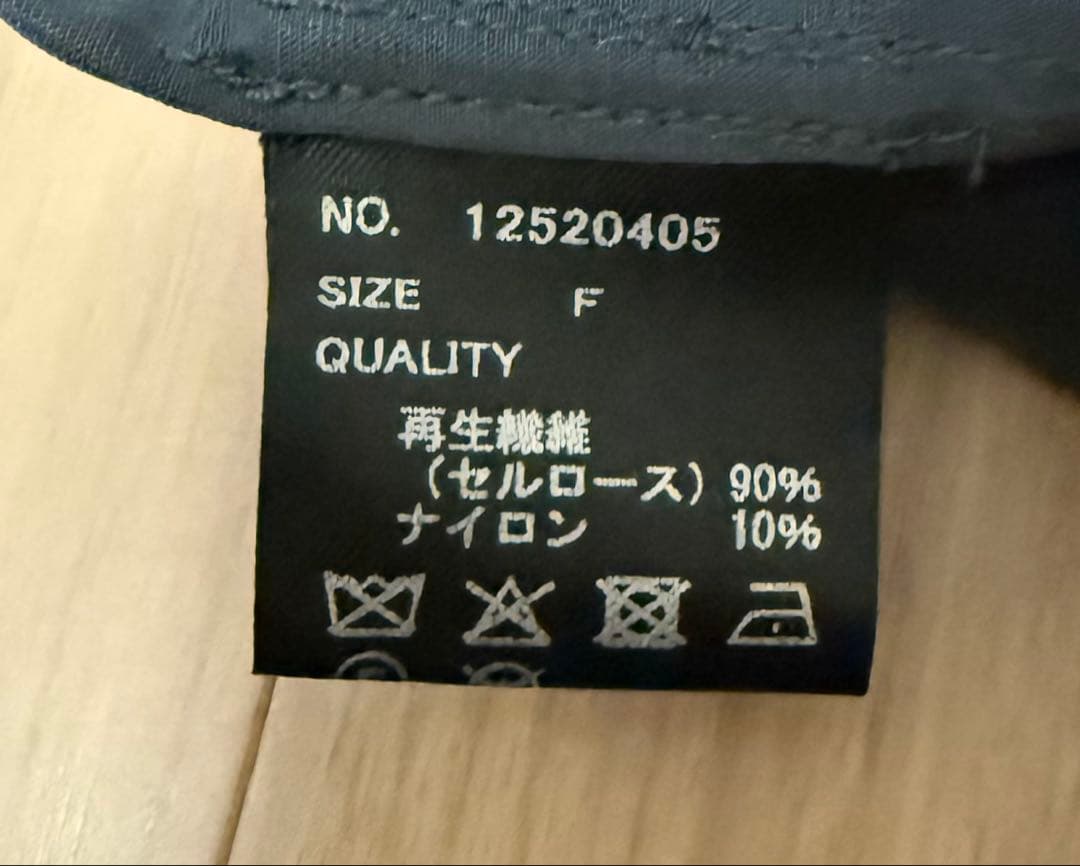 NO. 12520405
SIZE F
QUALITY
再生繊維
（セルロース） 90%
ナイロン 10%